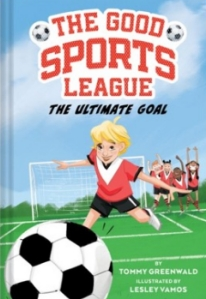 THE GOOD
SPORTS
LEAGUE
THE ULTIMATE GOAL
BY
TOMMY GREENWALD
ILLUSTRATED BY
LESLEY VAMOS